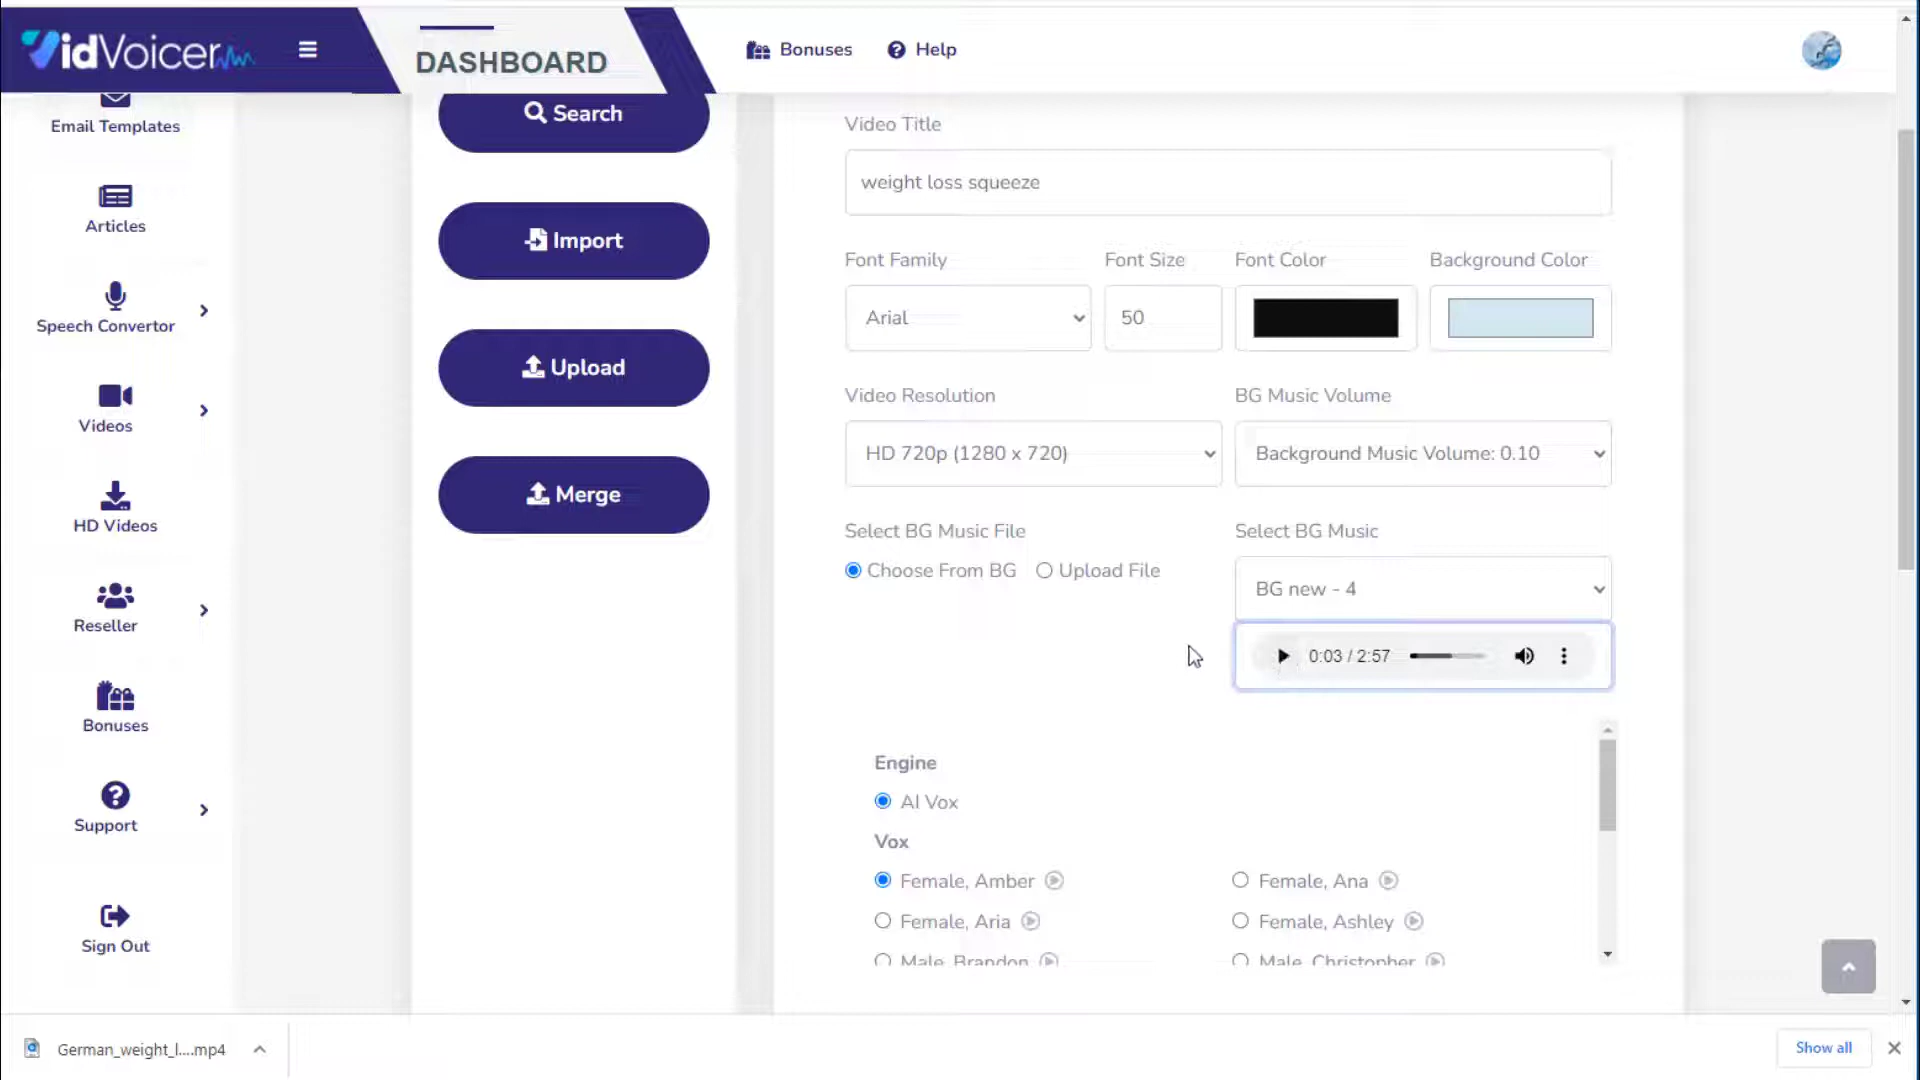 VidVoicer
DASHBOARD
Bonuses
Help
Email Templates
Articles
Speech Convertor
Videos
HD Videos
Reseller
Bonuses
Support
Sign Out
Search
Import
Upload
Merge
Video Title
weight loss squeeze
Font Family
Font Size
Font Color
Background Color
Arial
50
Video Resolution
BG Music Volume
HD 720p (1280 x 720)
Background Music Volume: 0.10
Select BG Music File
Select BG Music
Choose From BG
Upload File
BG new - 4
0:03 / 2:57
Engine
AI Vox
Vox
Female, Amber
Female, Ana
Female, Aria
Female, Ashley
Male, Brandon
Male, Christopher
German_weight_l....mp4
Show all